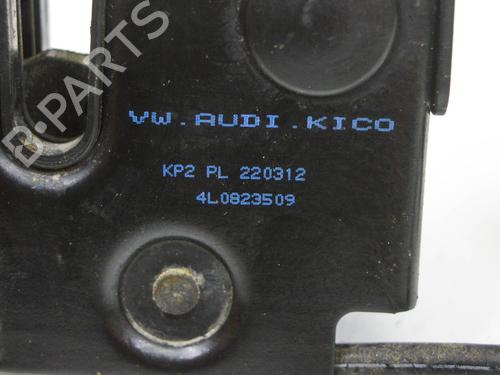 B-PARTS
VW.AUDI.KICO
KP2 PL 220312
4L0823509